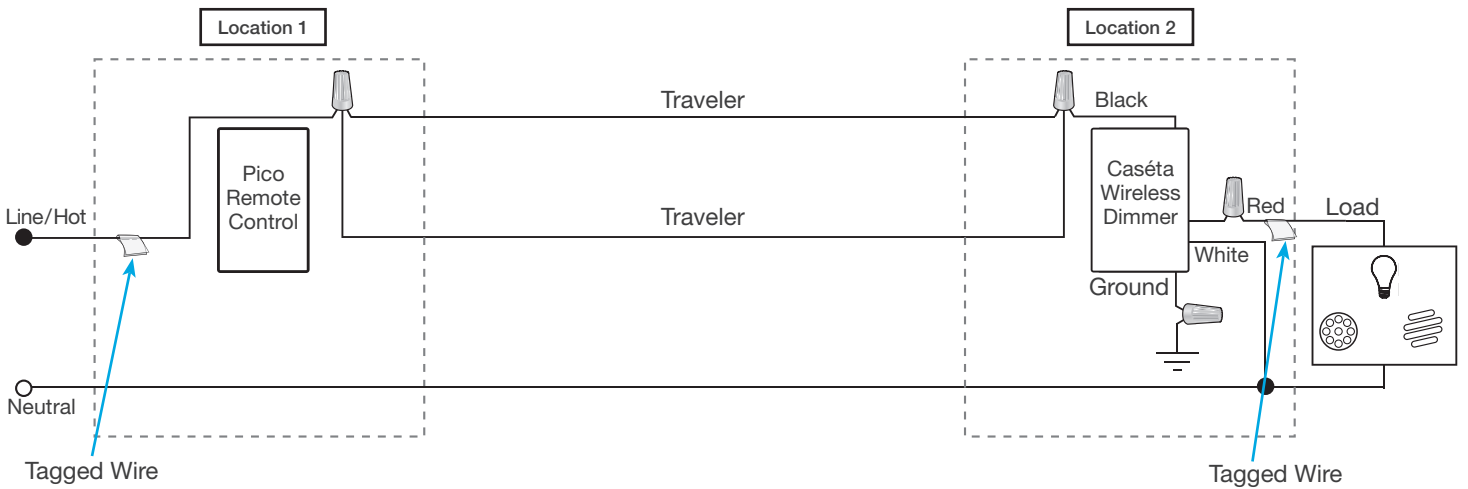 Location 1
Location 2
Traveler
Black
Pico
Remote
Control
Caséta
Wireless
Dimmer
Line/Hot
Traveler
Red
Load
White
Ground
Neutral
Tagged Wire
Tagged Wire